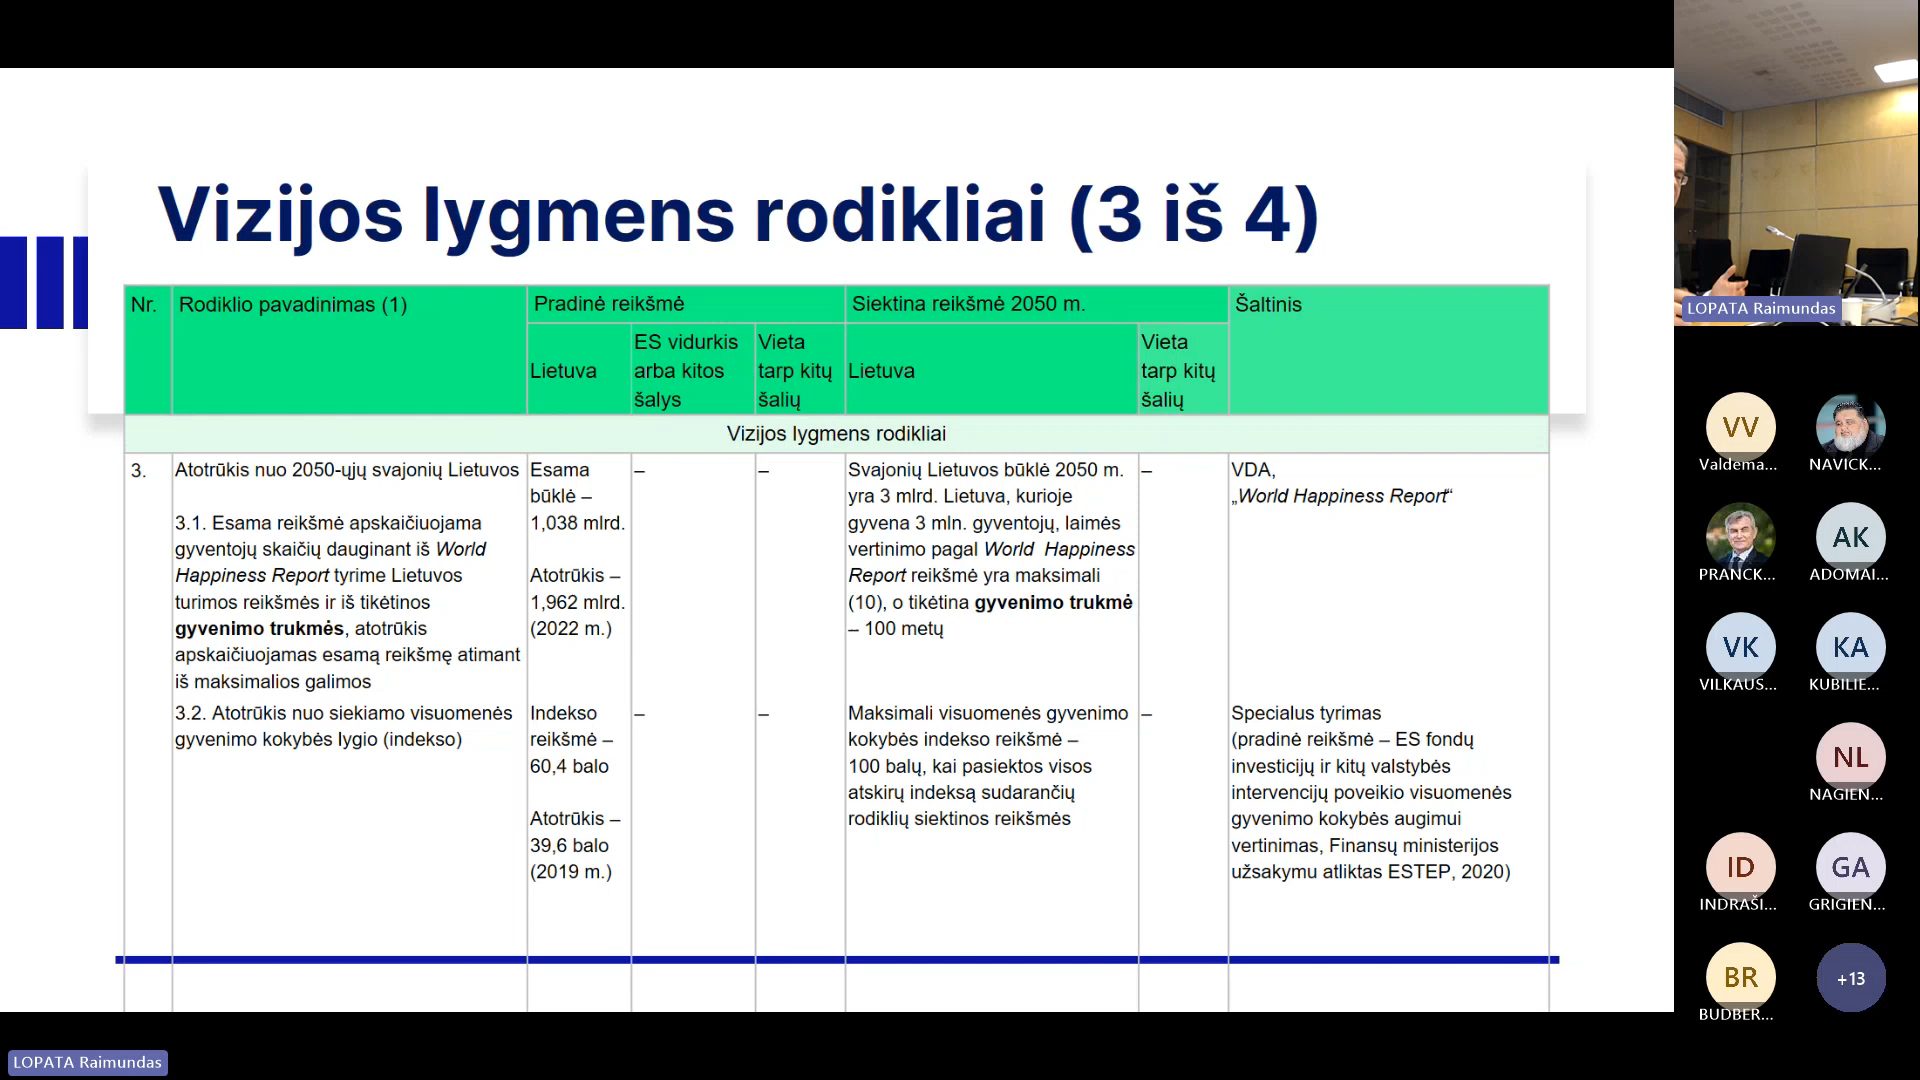 Vizijos lygmens rodikliai (3 iš 4)
Nr.
Rodiklio pavadinimas (1)
Pradinė reikšmė
Siektina reikšmė 2050 m.
Šaltinis
Lietuva
ES vidurkis
arba kitos
šalys
Vieta
tarp kitų
šalių
Lietuva
Vieta
tarp kitų
šalių
Vizijos lygmens rodikliai
3.
Atotrūkis nuo 2050-ųjų svajonių Lietuvos
3.1. Esama reikšmė apskaičiuojama
gyventojų skaičių dauginant iš World
Happiness Report tyrime Lietuvos
turimos reikšmės ir iš tikėtinos
gyvenimo trukmės, atotrūkis
apskaičiuojamas esamą reikšmę atimant
iš maksimalios galimos
Esama
būklė –
1,038 mlrd.
Atotrūkis –
1,962 mlrd.
(2022 m.)
–
–
Svajonių Lietuvos būklė 2050 m.
yra 3 mlrd. Lietuva, kurioje
gyvena 3 mln. gyventojų, laimės
vertinimo pagal World Happiness
Report reikšmė yra maksimali
(10), o tikėtina gyvenimo trukmė
– 100 metų
–
VDA,
„World Happiness Report“
3.2. Atotrūkis nuo siekiamo visuomenės
gyvenimo kokybės lygio (indekso)
Indekso
reikšmė –
60,4 balo
Atotrūkis –
39,6 balo
(2019 m.)
–
–
Maksimali visuomenės gyvenimo
kokybės indekso reikšmė –
100 balų, kai pasiektos visos
atskirų indeksą sudarančių
rodiklių siektinos reikšmės
–
Specialus tyrimas
(pradinė reikšmė – ES fondų
investicijų ir kitų valstybės
intervencijų poveikio visuomenės
gyvenimo kokybės augimui
vertinimas, Finansų ministerijos
užsakymu atliktas ESTEP, 2020)
LOPATA Raimundas
VV
Valdema...
NAVICK...
PRANCK...
AK
ADOMAI...
VK
VILKAUS...
KA
KUBILIE...
NL
NAGIEN...
ID
INDRAŠI...
GA
GRIGIEN...
BR
BUDBER...
+13
LOPATA Raimundas